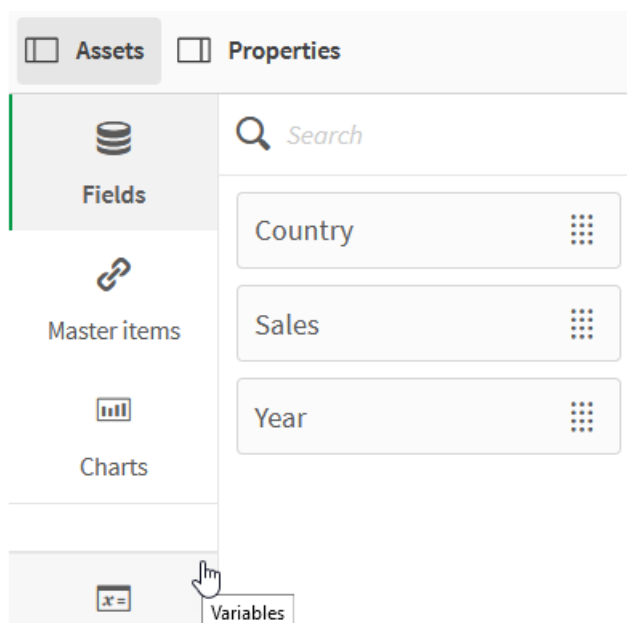 Assets Properties
Fields
Search
Country
Master items
Sales
Year
Charts
x=
Variables